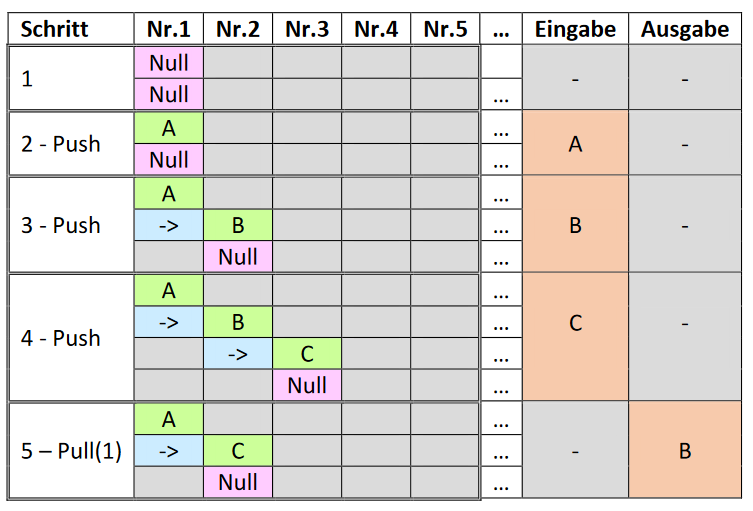 Schritt Nr.1 Nr.2 Nr.3 Nr.4 Nr.5 ... Eingabe Ausgabe
1 Null - -
Null ...
2 - Push A ... A -
Null ...
3 - Push A ... B -
-> B ...
Null ...
4 - Push A ... C -
-> B ...
-> C ...
Null ...
5 – Pull(1) A ... - B
-> C ...
Null ...